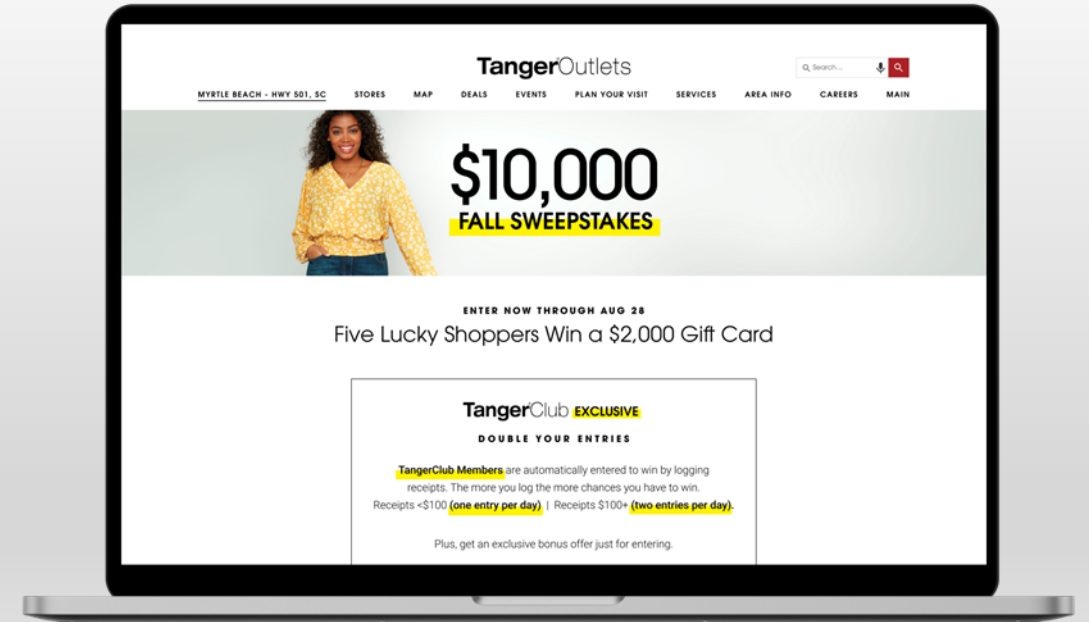 Tanger Outlets
Search...
MYRTLE BEACH - HWY 501, SC STORES MAP DEALS EVENTS PLAN YOUR VISIT SERVICES AREA INFO CAREERS MAIN
$10,000
FALL SWEEPSTAKES
ENTER NOW THROUGH AUG 28
Five Lucky Shoppers Win a $2,000 Gift Card
TangerClub EXCLUSIVE
DOUBLE YOUR ENTRIES
TangerClub Members are automatically entered to win by logging
receipts. The more you log the more chances you have to win.
Receipts <$100 (one entry per day) | Receipts $100+ (two entries per day).
Plus, get an exclusive bonus offer just for entering.